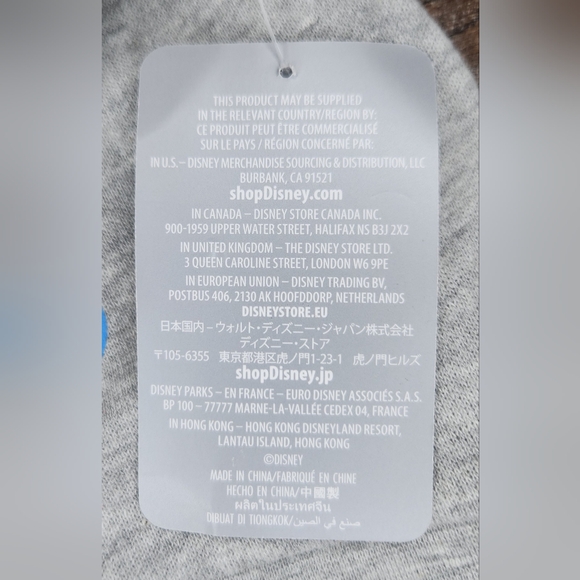 THIS PRODUCT MAY BE SUPPLIED
IN THE RELEVANT COUNTRY/REGION BY:
CE PRODUIT PEUT ÊTRE COMMERCIALISÉ
SUR LE PAYS / RÉGION CONCERNÉ PAR:
IN U.S. – DISNEY MERCHANDISE SOURCING & DISTRIBUTION, LLC
BURBANK, CA 91521
shopDisney.com
IN CANADA – DISNEY STORE CANADA INC.
900-1959 UPPER WATER STREET, HALIFAX NS B3J 2X2
IN UNITED KINGDOM – THE DISNEY STORE LTD.
3 QUEEN CAROLINE STREET, LONDON W6 9PE
IN EUROPEAN UNION – DISNEY TRADING BV,
POSTBUS 406, 2130 AK HOOFDDORP, NETHERLANDS
DISNEYSTORE.EU
日本国内 – ウォルト・ディズニー・ジャパン株式会社
ディズニー・ストア
〒105-6355 東京都港区虎ノ門1-23-1 虎ノ門ヒルズ
shopDisney.jp
DISNEY PARKS – EN FRANCE – EURO DISNEY ASSOCIÉS S.A.S.
BP 100 – 77777 MARNE-LA-VALLÉE CEDEX 04, FRANCE
IN HONG KONG – HONG KONG DISNEYLAND RESORT,
LANTAU ISLAND, HONG KONG
©DISNEY
MADE IN CHINA/FABRIQUÉ EN CHINE
HECHO EN CHINA/中國製
ผลิตในประเทศจีน
DIBUAT DI TIONGKOK/صنع في الصين